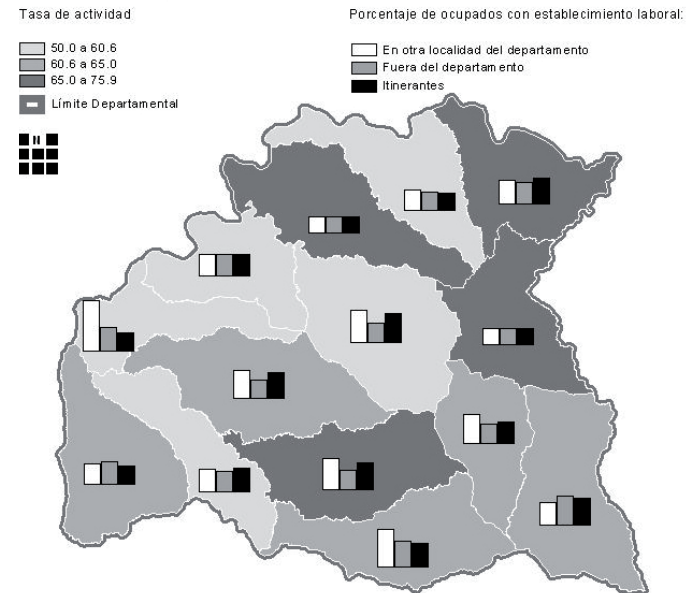 Tasa de actividad
50.0 a 60.6
60.6 a 65.0
65.0 a 75.9
Límite Departamental
N
Porcentaje de ocupados con establecimiento laboral:
En otra localidad del departamento
Fuera del departamento
Itinerantes